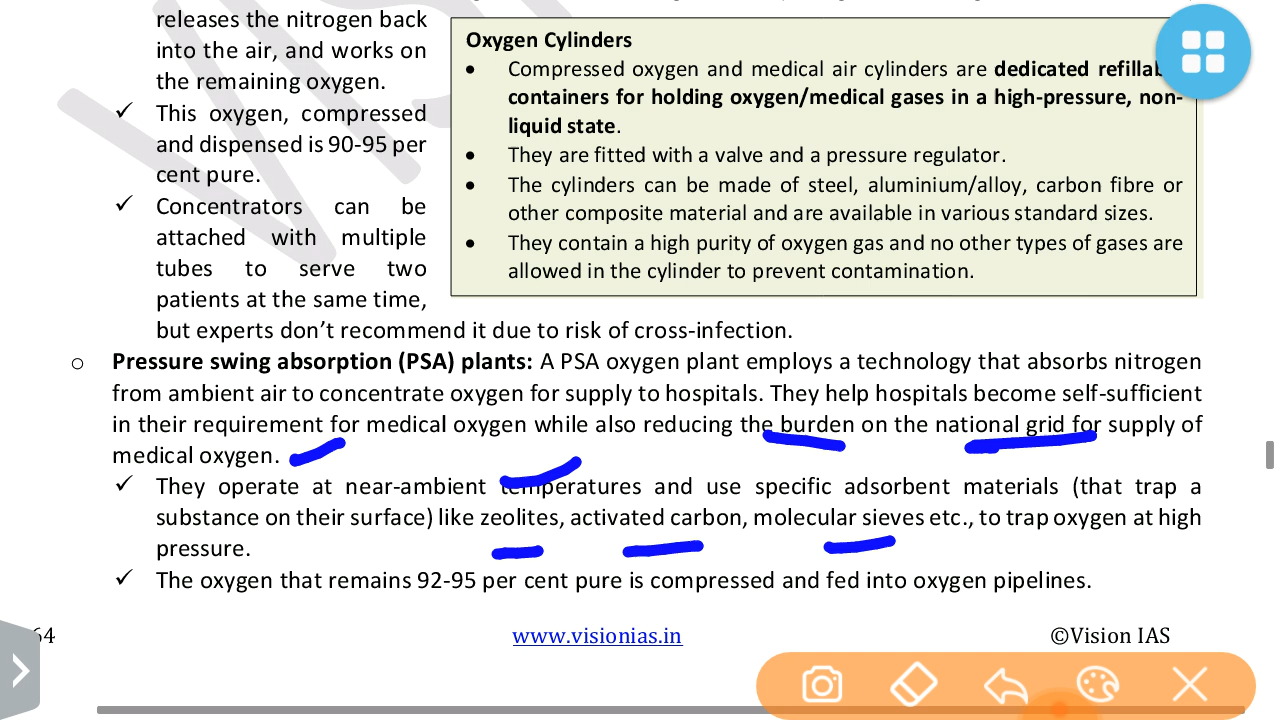 releases the nitrogen back
into the air, and works on
the remaining oxygen.
✓ This oxygen, compressed
and dispensed is 90-95 per
cent pure.
✓ Concentrators can be
attached with multiple
tubes to serve two
patients at the same time,
but experts don't recommend it due to risk of cross-infection.
Oxygen Cylinders
• Compressed oxygen and medical air cylinders are dedicated
containers for holding oxygen/medical gases in a high-pressure, non-
liquid state.
• They are fitted with a valve and a pressure regulator.
• The cylinders can be made of steel, aluminium/alloy, carbon fibre or
other composite material and are available in various standard sizes.
• They contain a high purity of oxygen gas and no other types of gases are
allowed in the cylinder to prevent contamination.
o Pressure swing absorption (PSA) plants: A PSA oxygen plant employs a technology that absorbs nitrogen
from ambient air to concentrate oxygen for supply to hospitals. They help hospitals become self-sufficient
in their requirement for medical oxygen while also reducing the burden on the national grid for supply of
medical oxygen.
✓ They operate at near-ambient temperatures and use specific adsorbent materials (that trap a
substance on their surface) like zeolites, activated carbon, molecular sieves etc., to trap oxygen at high
pressure.
✓ The oxygen that remains 92-95 per cent pure is compressed and fed into oxygen pipelines.
64 www.visionias.in ©Vision IAS